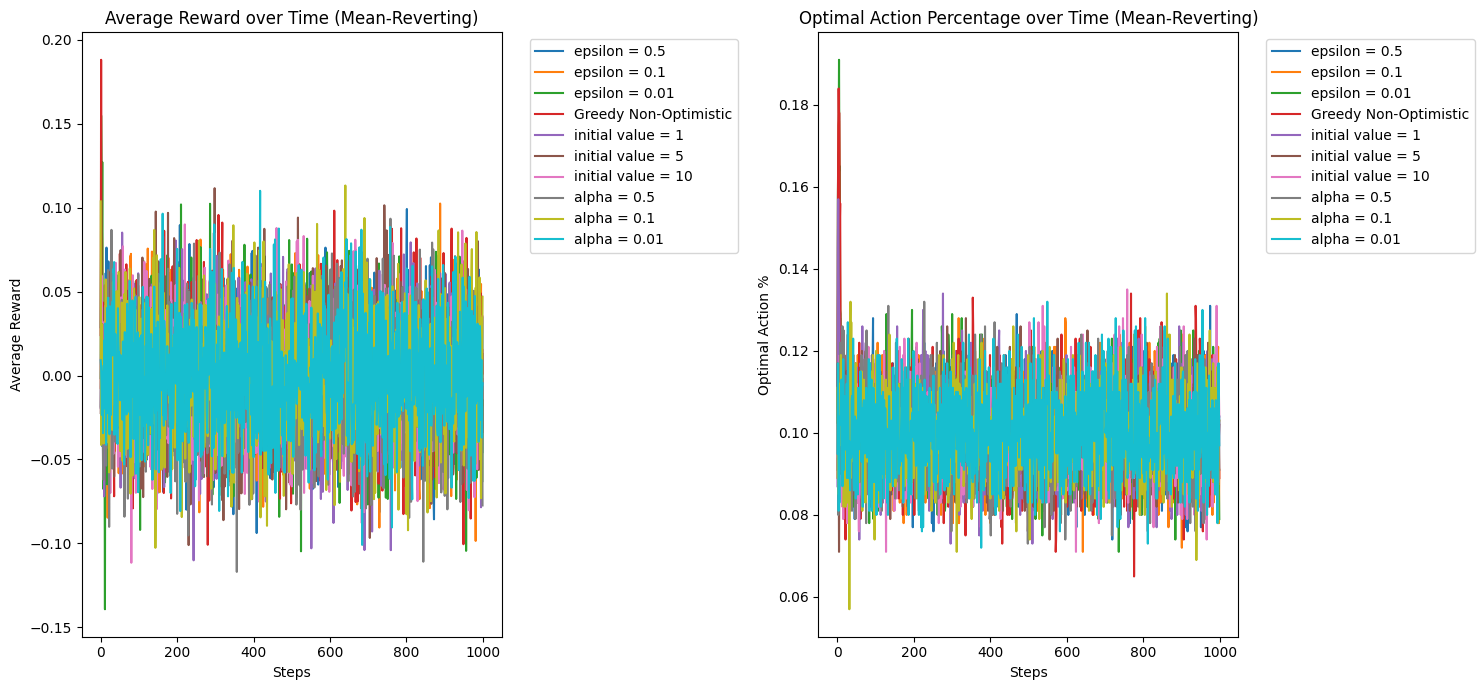 Average Reward over Time (Mean-Reverting)
Average Reward
0.20
0.15
0.10
0.05
0.00
−0.05
−0.10
−0.15
0
200
400
600
800
1000
Steps
epsilon = 0.5
epsilon = 0.1
epsilon = 0.01
Greedy Non-Optimistic
initial value = 1
initial value = 5
initial value = 10
alpha = 0.5
alpha = 0.1
alpha = 0.01
Optimal Action Percentage over Time (Mean-Reverting)
Optimal Action %
0.18
0.16
0.14
0.12
0.10
0.08
0.06
0
200
400
600
800
1000
Steps
epsilon = 0.5
epsilon = 0.1
epsilon = 0.01
Greedy Non-Optimistic
initial value = 1
initial value = 5
initial value = 10
alpha = 0.5
alpha = 0.1
alpha = 0.01